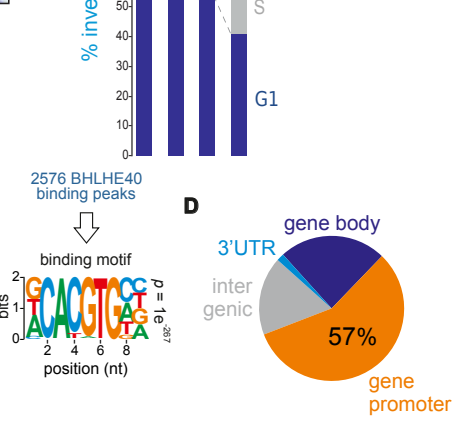 % inve
50
40
30
20
10
0
S
G1
2576 BHLHE40
binding peaks
binding motif
bits
2
1
0
CACGTG
p = 1e-267
2 4 6 8
position (nt)
D
gene body
3'UTR
inter
genic
57%
gene
promoter